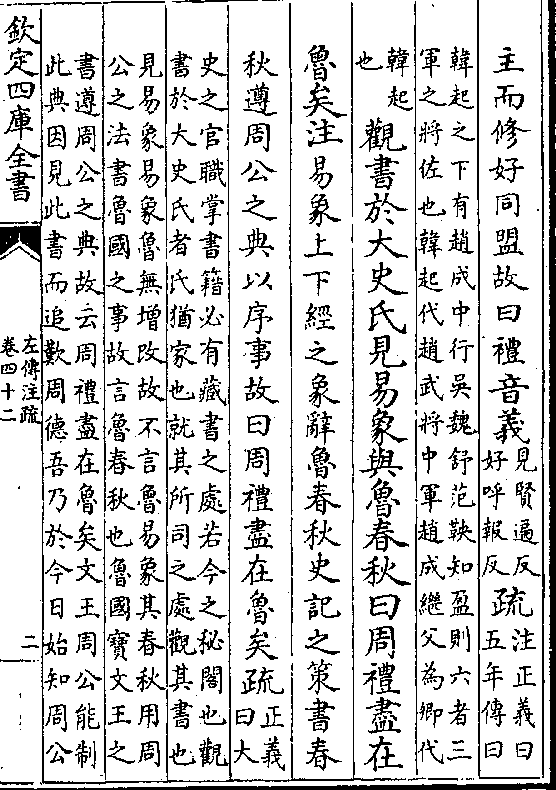 主而修好同盟故曰禮音義見賢遍反好呼報反疏注正義曰五年傳曰
韓起之下有趙成中行吳魏舒范鞅知盈則六者三
軍之將佐也韓起代趙武將中軍趙成繼父為卿代
韓起也觀書於大史氏見易象與魯春秋曰周禮盡在
魯矣注易象上下經之象辭魯春秋史記之策書春
秋遵周公之典以序事故曰周禮盡在魯矣疏正義曰大
史之官職掌書籍必有藏書之處若今之秘閣也觀
書於大史氏者氏猶家也就其所司之處觀其書也
見易象易象魯無增改故不言魯易象其春秋用周
公之法書魯國之事故言魯春秋也魯國寶文王之
書遵周公之典故云周禮盡在魯矣文王周公能制
此典因見此書而追歎周德吾乃於今日始知周公
欽定四庫全書
左傳注疏
卷四十二
二